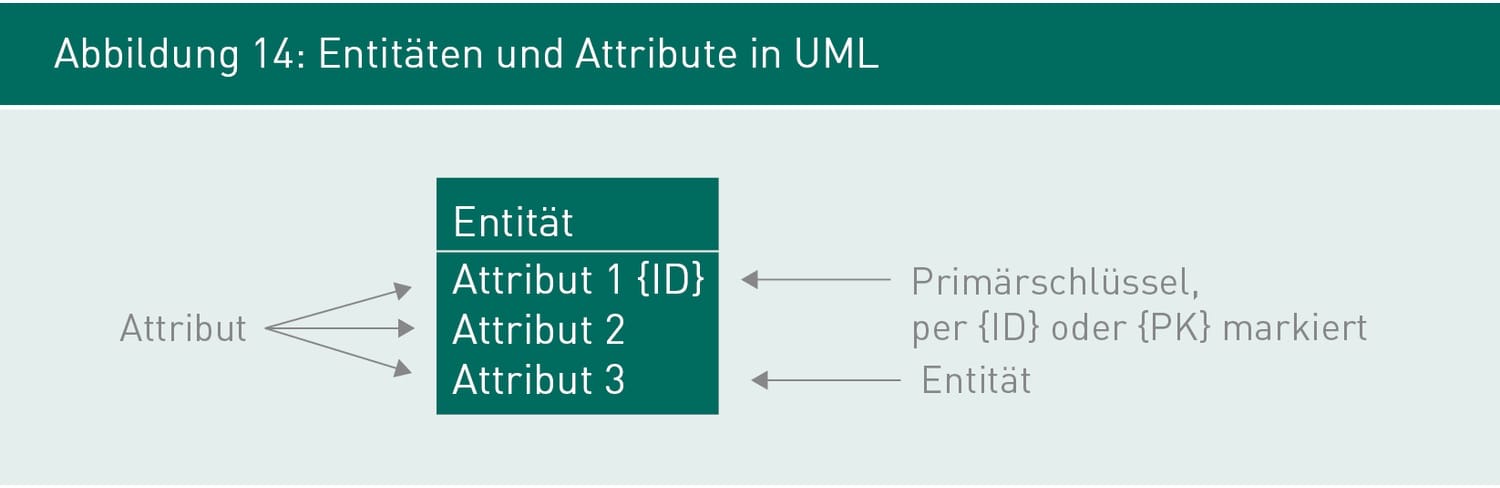 Abbildung 14: Entitäten und Attribute in UML
Entität
Attribut 1 {ID}
Attribut 2
Attribut 3
Attribut
Primärschlüssel,
per {ID} oder {PK} markiert
Entität